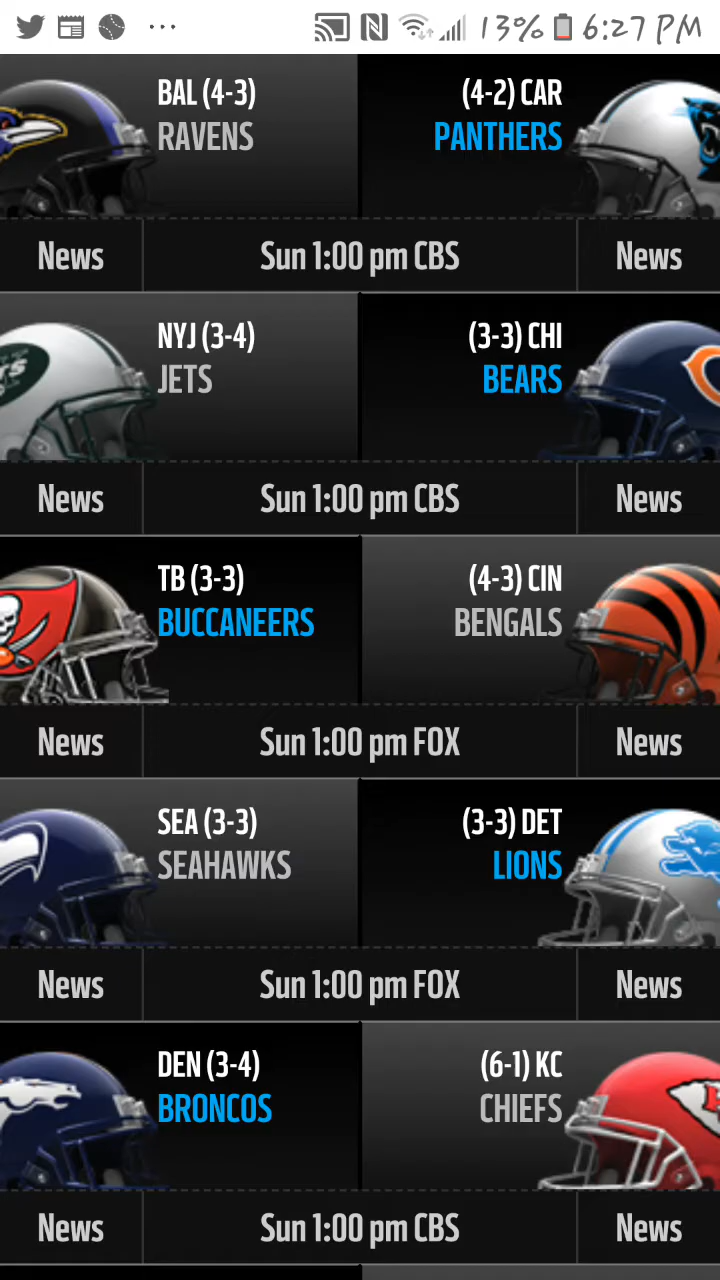 13% 6:27 PM
BAL (4-3) (4-2) CAR
RAVENS PANTHERS
News Sun 1:00 pm CBS News
NYJ (3-4) (3-3) CHI
JETS BEARS
News Sun 1:00 pm CBS News
TB (3-3) (4-3) CIN
BUCCANEERS BENGALS
News Sun 1:00 pm FOX News
SEA (3-3) (3-3) DET
SEAHAWKS LIONS
News Sun 1:00 pm FOX News
DEN (3-4) (6-1) KC
BRONCOS CHIEFS
News Sun 1:00 pm CBS News